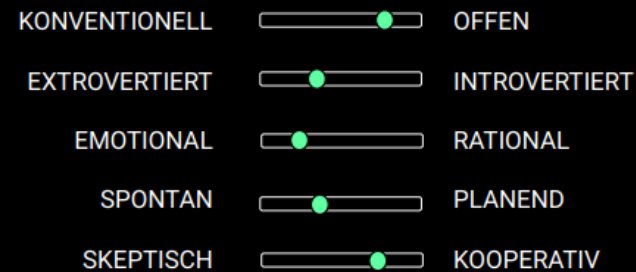 KONVENTIONELL OFFEN
EXTROVERTIERT INTROVERTIERT
EMOTIONAL RATIONAL
SPONTAN PLANEND
SKEPTISCH KOOPERATIV